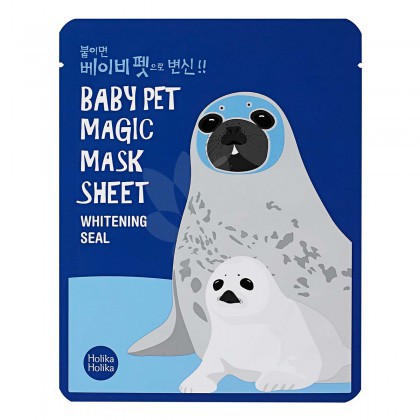 붙이면
베이비펫으로 변신!!
BABY PET
MAGIC
MASK
SHEET
WHITENING
SEAL
Holika
Holika